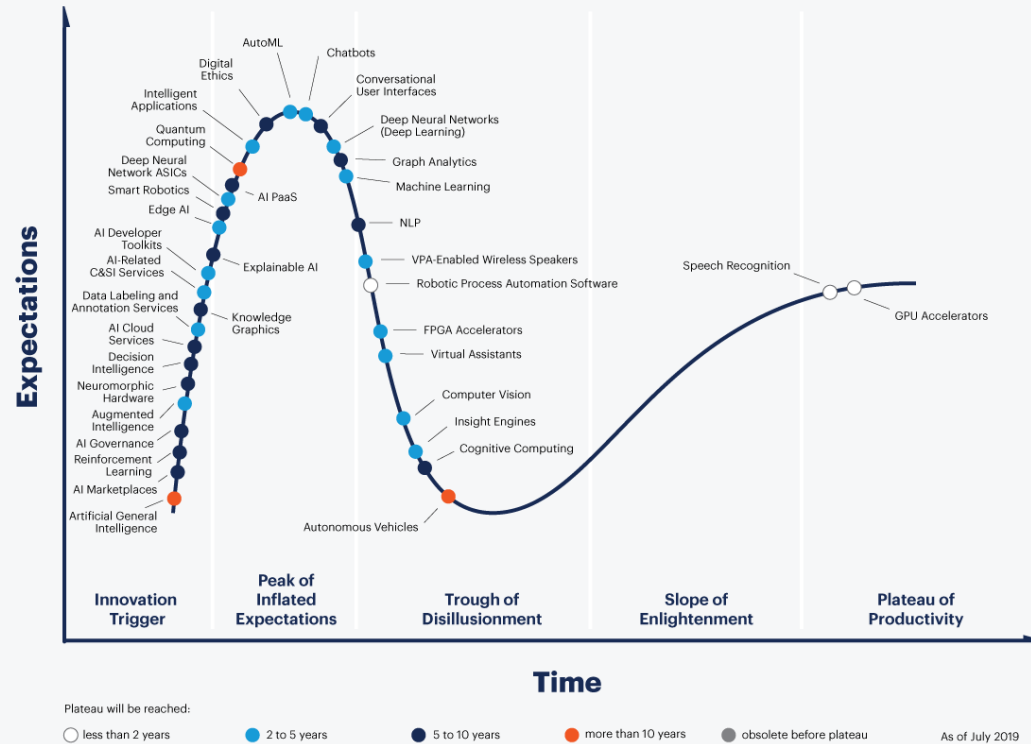 AutoML
Chatbots
Digital
Ethics
Conversational
User Interfaces
Intelligent
Applications
Deep Neural Networks
(Deep Learning)
Quantum
Computing
Graph Analytics
Deep Neural
Network ASICs
Machine Learning
Smart Robotics
AI PaaS
Edge AI
NLP
AI Developer
Toolkits
Explainable AI
VPA-Enabled Wireless Speakers
AI-Related
C&SI Services
Robotic Process Automation Software
Speech Recognition
GPU Accelerators
Data Labeling and
Annotation Services
Knowledge
Graphics
FPGA Accelerators
AI Cloud
Services
Virtual Assistants
Decision
Intelligence
Neuromorphic
Hardware
Computer Vision
Augmented
Intelligence
Insight Engines
AI Governance
Cognitive Computing
Reinforcement
Learning
AI Marketplaces
Artificial General
Intelligence
Autonomous Vehicles
Expectations
Innovation
Trigger
Peak of
Inflated
Expectations
Trough of
Disillusionment
Slope of
Enlightenment
Plateau of
Productivity
Time
Plateau will be reached:
less than 2 years
2 to 5 years
5 to 10 years
more than 10 years
obsolete before plateau
As of July 2019